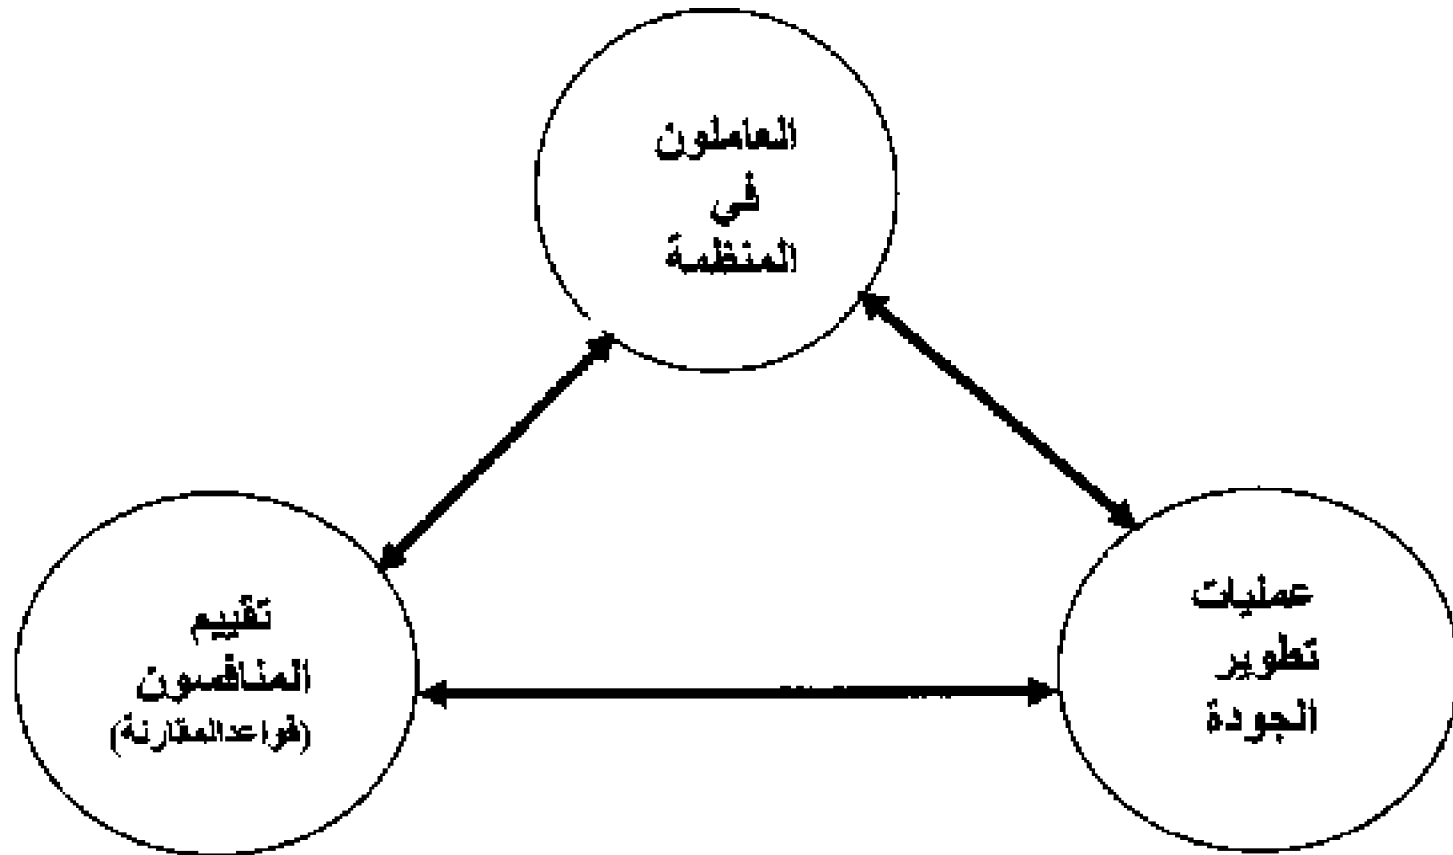 العاملون
في
المنظمة
عمليات
تطوير
الجودة
تقييم
المنافسون
(قواعدالمقارنة)